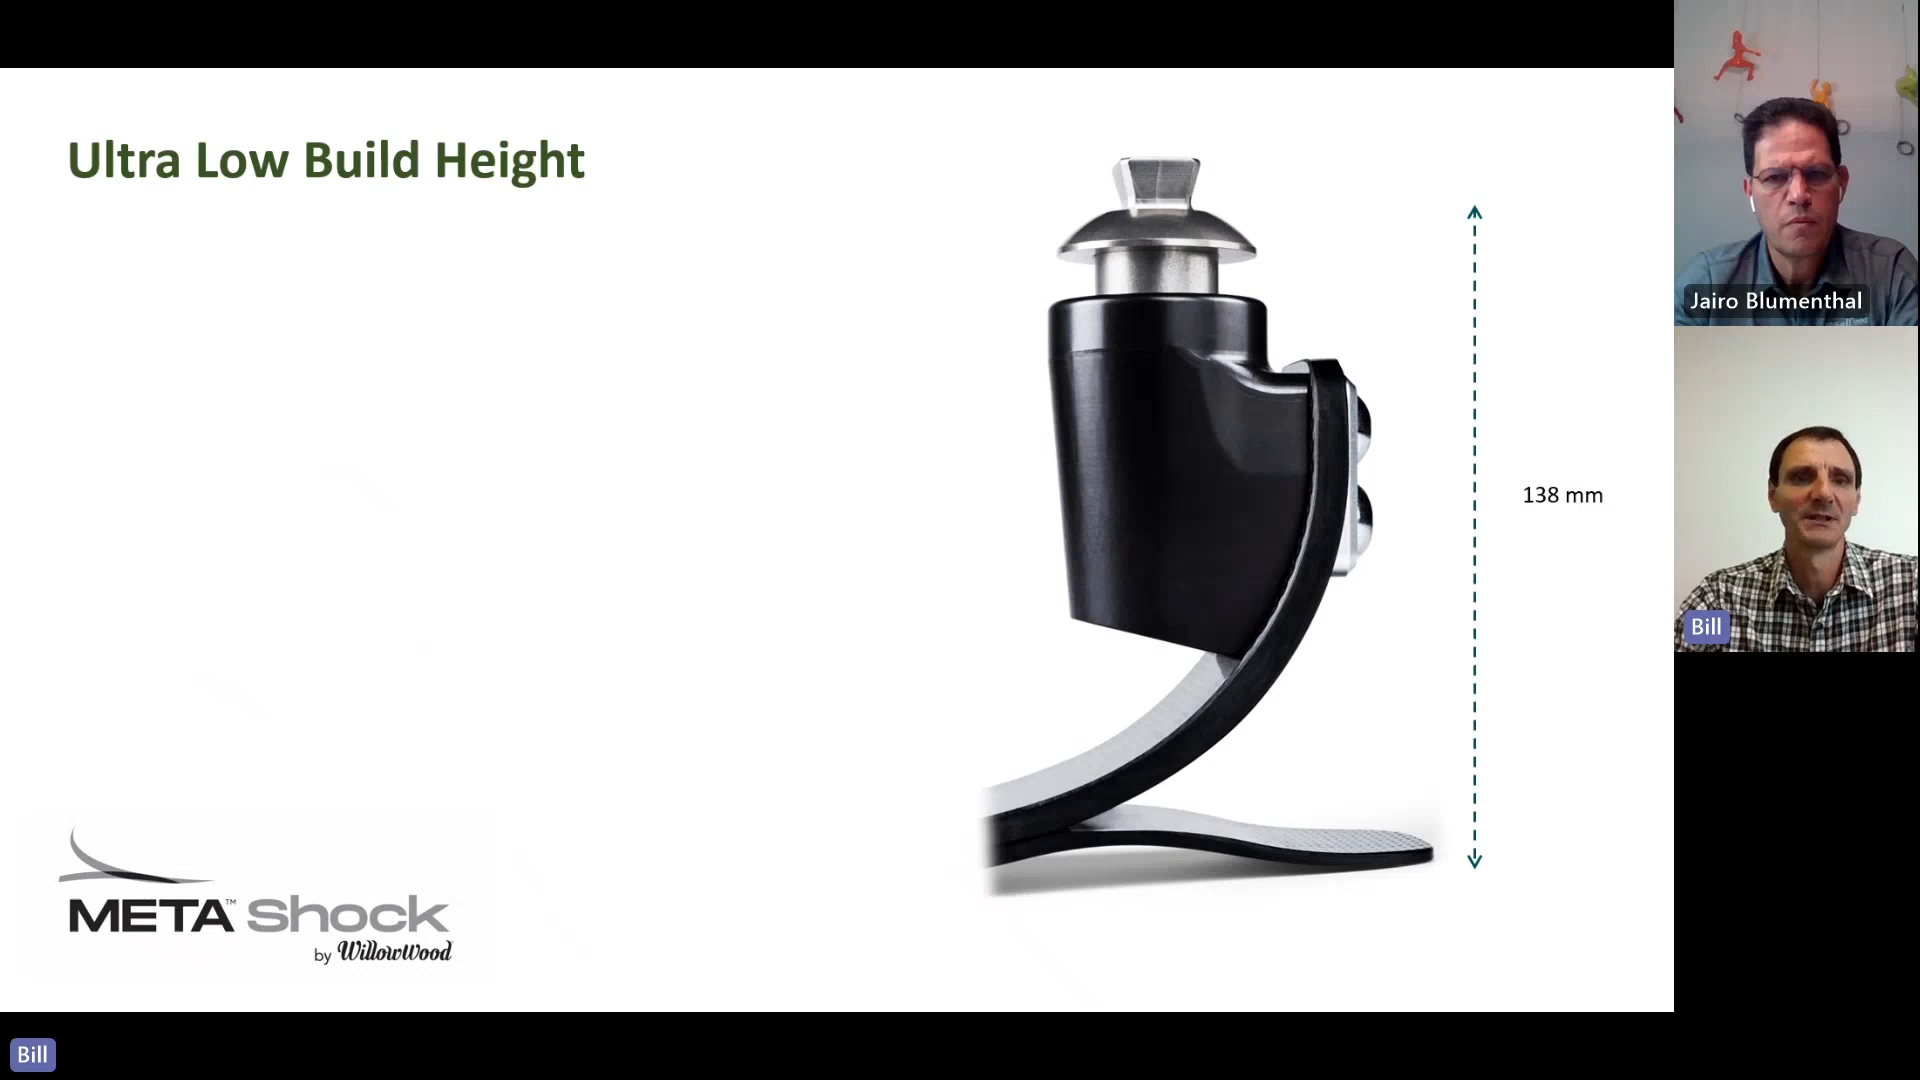 Ultra Low Build Height
138 mm
META™ Shock
by WillowWood
Jairo Blumenthal
Bill
Bill